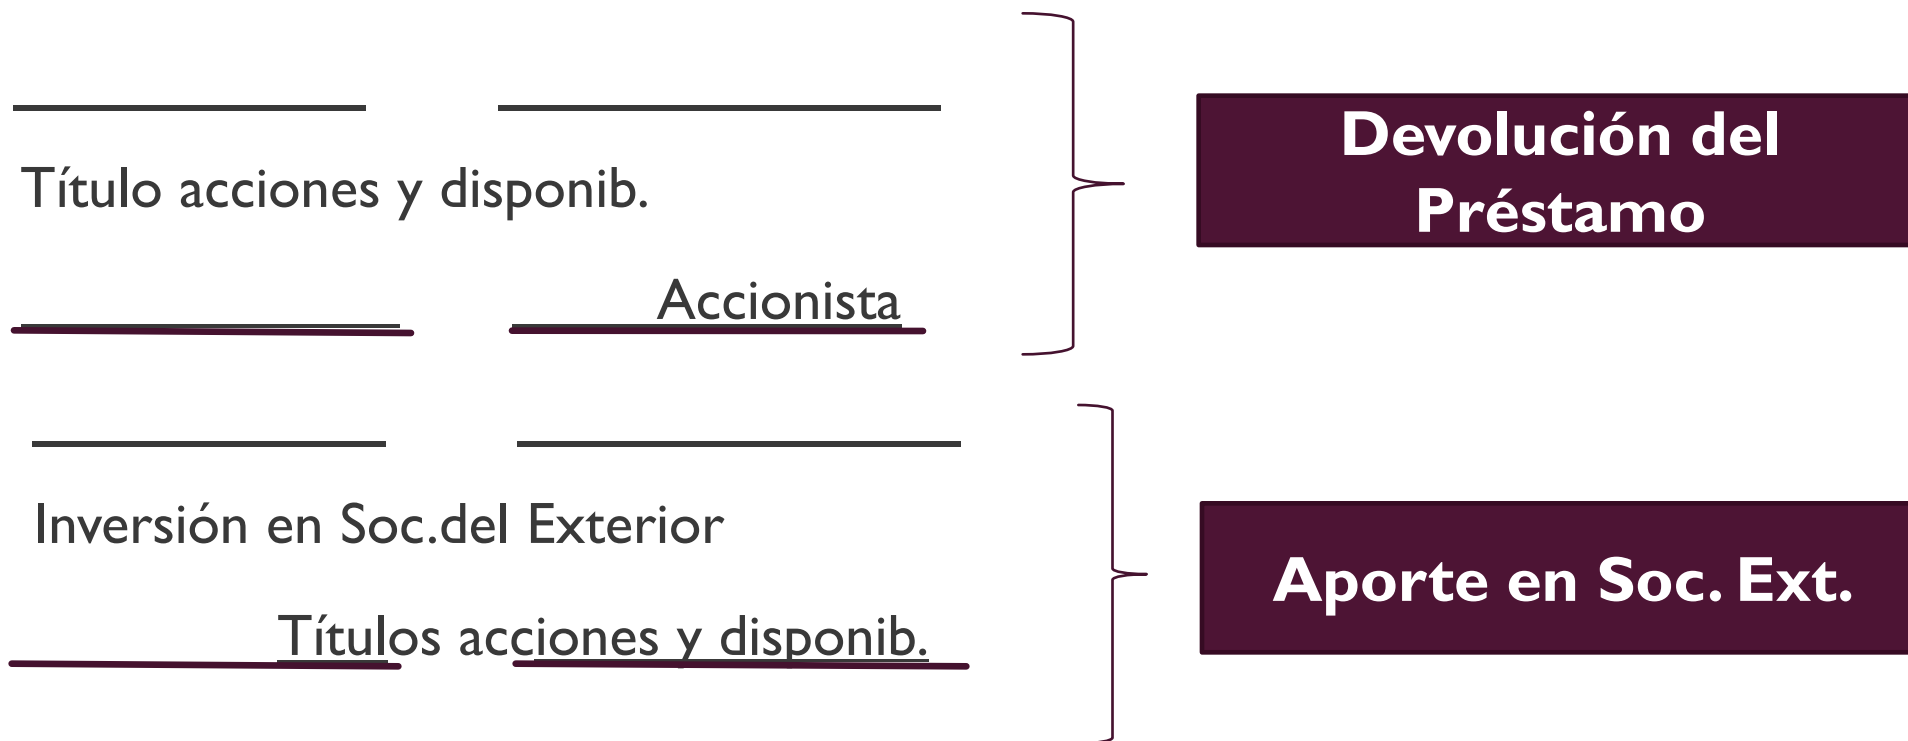 Título acciones y disponib.
Accionista
Devolución del
Préstamo
Inversión en Soc.del Exterior
Títulos acciones y disponib.
Aporte en Soc. Ext.